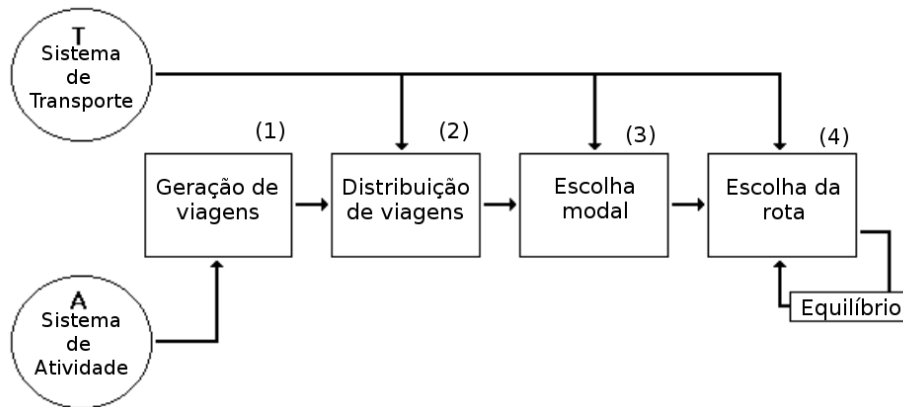 T
Sistema
de
Transporte
(1)
(2)
(3)
(4)
Geração de
viagens
Distribuição
de viagens
Escolha
modal
Escolha da
rota
A
Sistema
de
Atividade
Equilíbrio